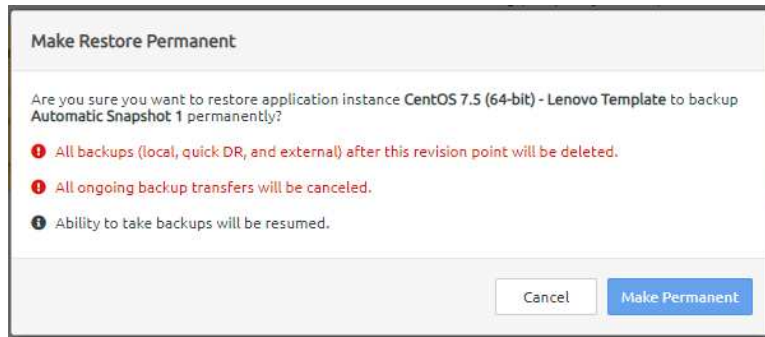 Make Restore Permanent
Are you sure you want to restore application instance CentOS 7.5 (64-bit) - Lenovo Template to backup
Automatic Snapshot 1 permanently?
All backups (local, quick DR, and external) after this revision point will be deleted.
All ongoing backup transfers will be canceled.
Ability to take backups will be resumed.
Cancel Make Permanent